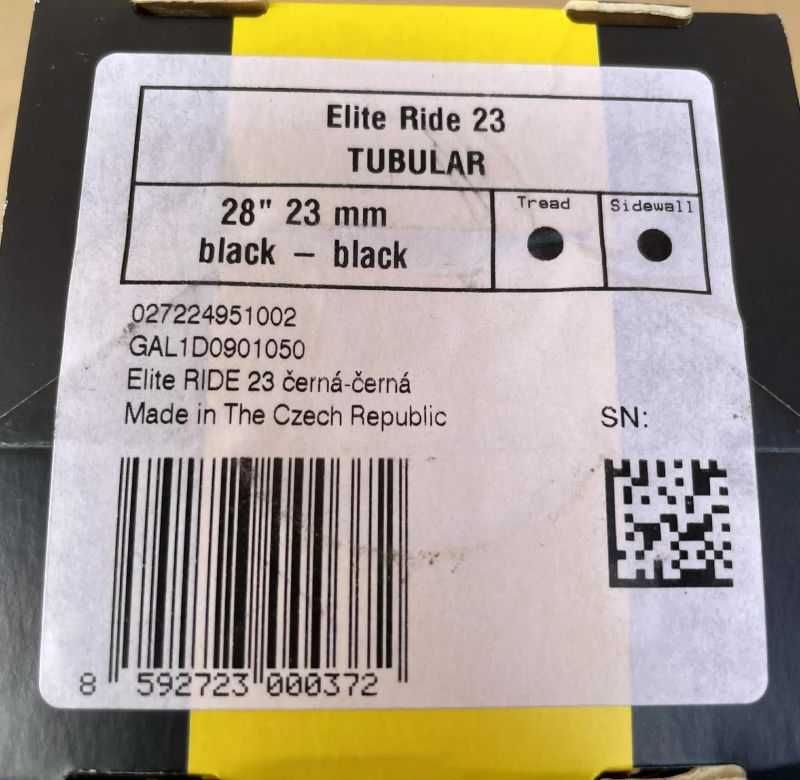 Elite Ride 23
TUBULAR
28" 23 mm
black – black
Tread
Sidewall
027224951002
GAL1D0901050
Elite RIDE 23 černá-černá
Made in The Czech Republic
SN:
8 592723 000372